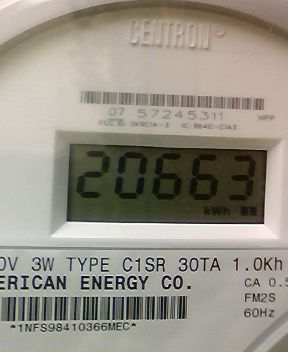 CENTRON®
07 57245311 HPP
20663
kWh
0V 3W TYPE C1SR 30TA 1.0Kh
ERICAN ENERGY CO. CA 0.5
FM2S
*1NFS98410366MEC* 60Hz